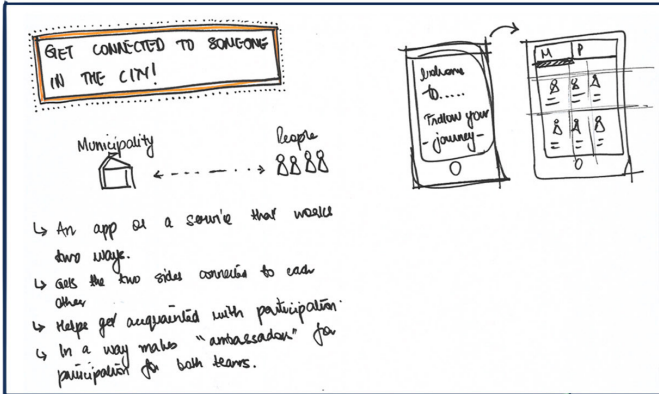 GET CONNECTED TO SOMEONE
IN THE CITY!
Municipality
People
↳ An app or a service that works
two ways.
↳ Gets the two sides connected to each
other
↳ Helps get acquainted with participation.
↳ In a way makes "ambassadors" for
participation for both teams.
Welcome
to.....
Follow your
- journey -
M P